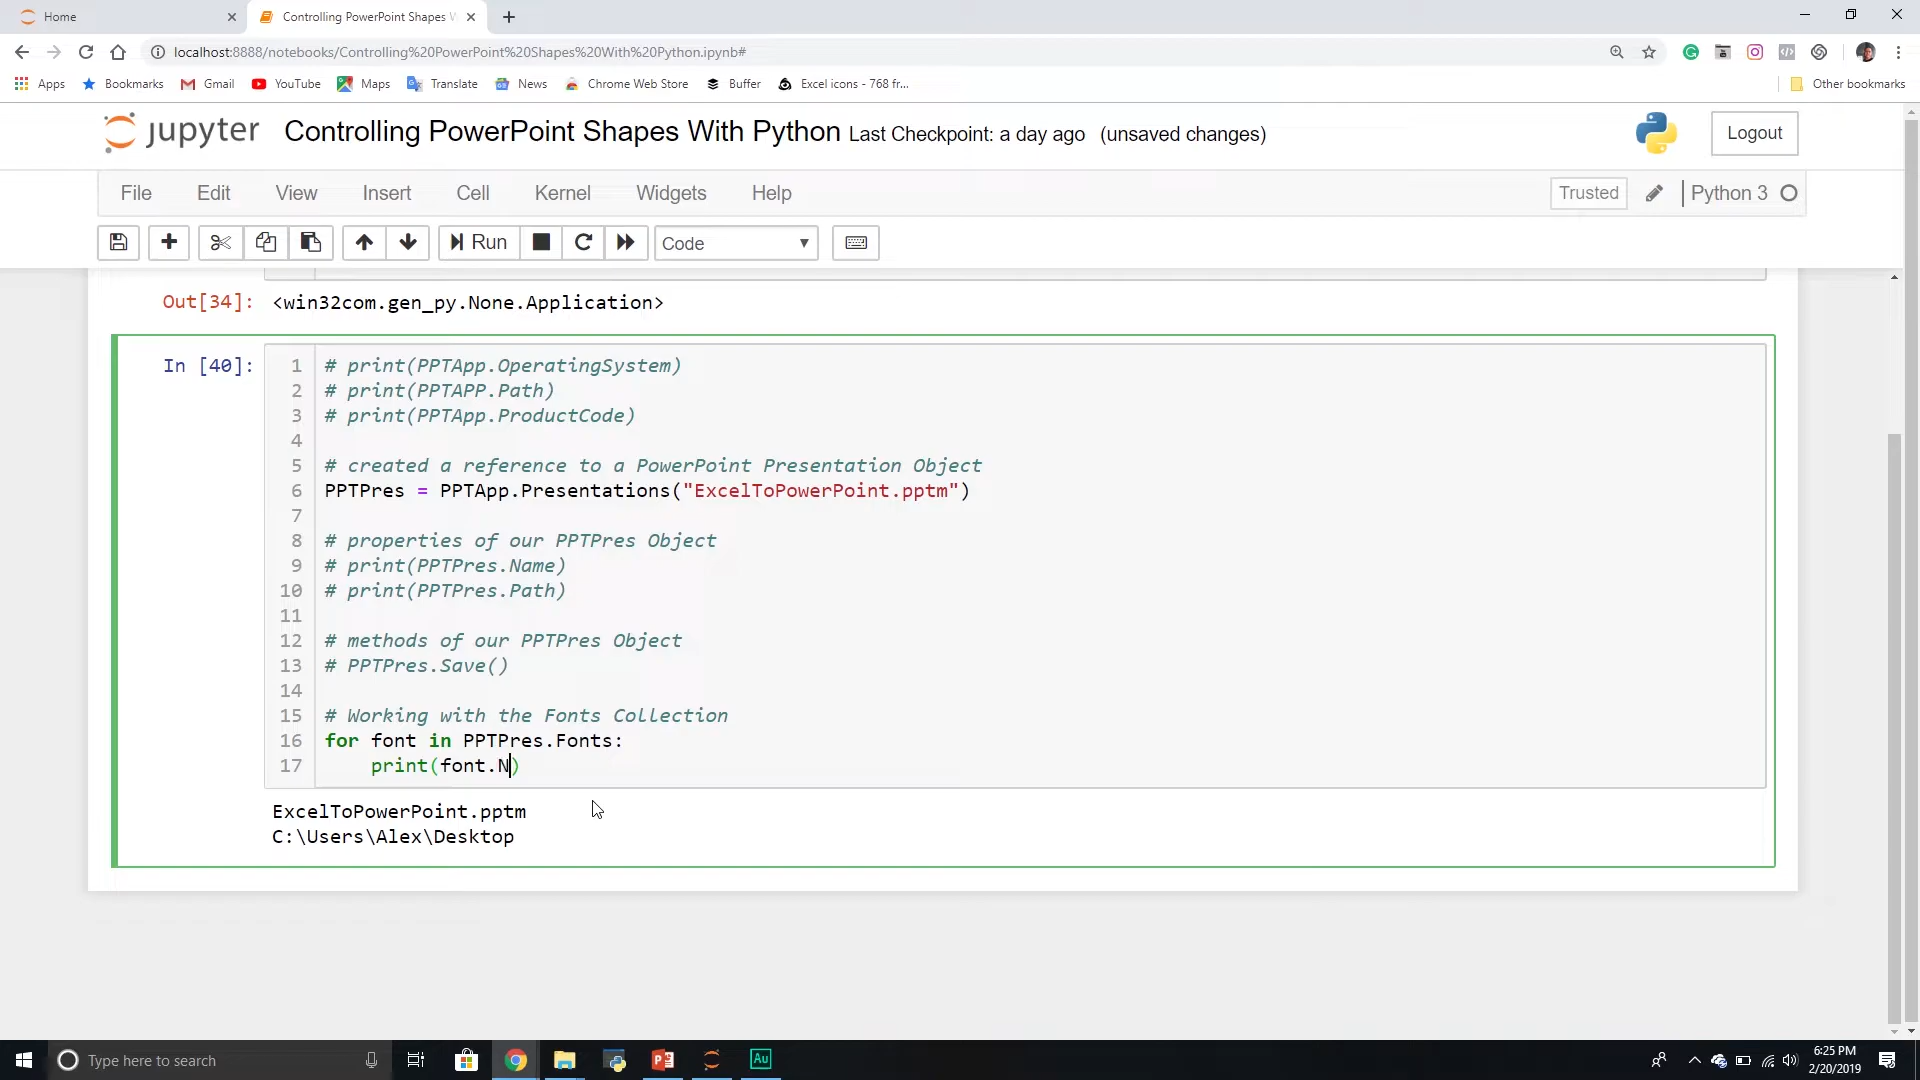 Home
Controlling PowerPoint Shapes W
localhost:8888/notebooks/Controlling%20PowerPoint%20Shapes%20With%20Python.ipynb#
Apps Bookmarks Gmail YouTube Maps Translate News Chrome Web Store Buffer Excel icons - 768 fr... Other bookmarks
jupyter Controlling PowerPoint Shapes With Python Last Checkpoint: a day ago (unsaved changes) Logout
File Edit View Insert Cell Kernel Widgets Help Trusted Python 3
Run Code
Out[34]: <win32com.gen_py.None.Application>
In [40]: 1 # print(PPTApp.OperatingSystem)
2 # print(PPTAPP.Path)
3 # print(PPTApp.ProductCode)
4
5 # created a reference to a PowerPoint Presentation Object
6 PPTPres = PPTApp.Presentations("ExcelToPowerPoint.pptm")
7
8 # properties of our PPTPres Object
9 # print(PPTPres.Name)
10 # print(PPTPres.Path)
11
12 # methods of our PPTPres Object
13 # PPTPres.Save()
14
15 # Working with the Fonts Collection
16 for font in PPTPres.Fonts:
17     print(font.N)
ExcelToPowerPoint.pptm
C:\Users\Alex\Desktop
Type here to search
Au
6:25 PM
2/20/2019